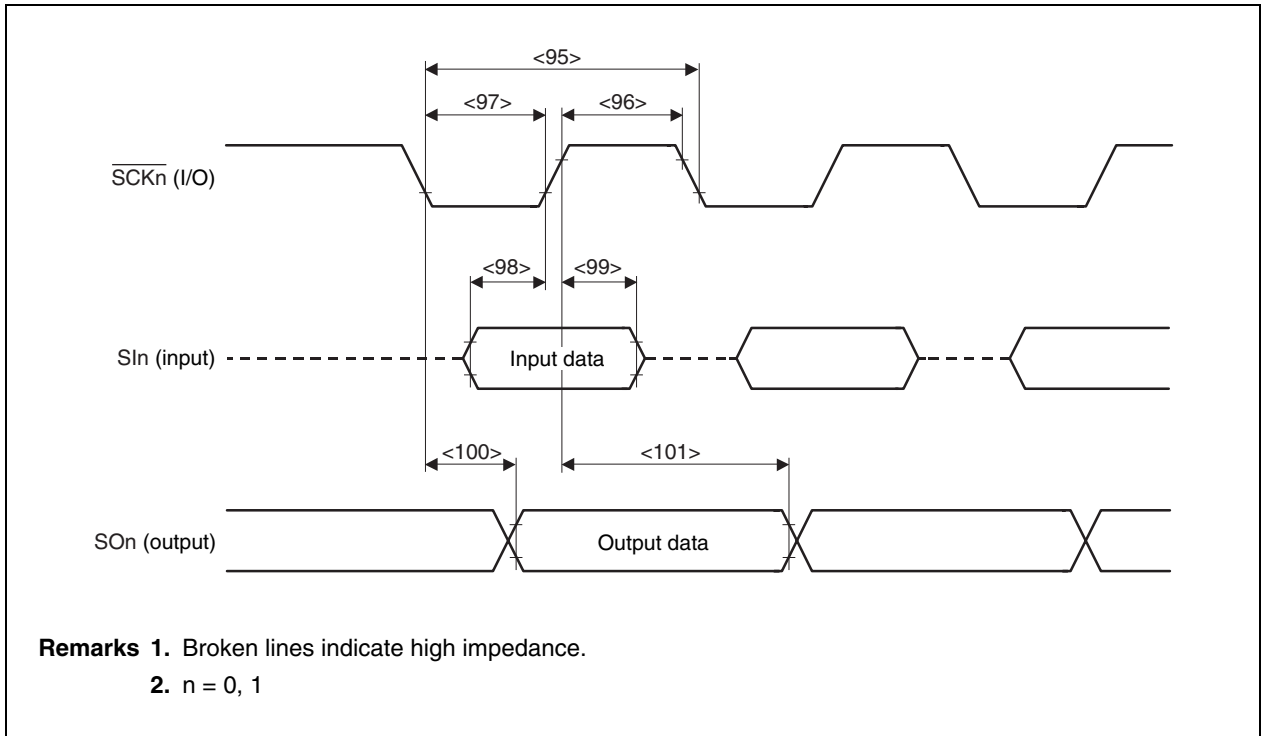 <95>
<97> <96>
SCKn (I/O)
<98> <99>
SIn (input) Input data
<100> <101>
SOn (output) Output data
Remarks 1. Broken lines indicate high impedance.
2. n = 0, 1